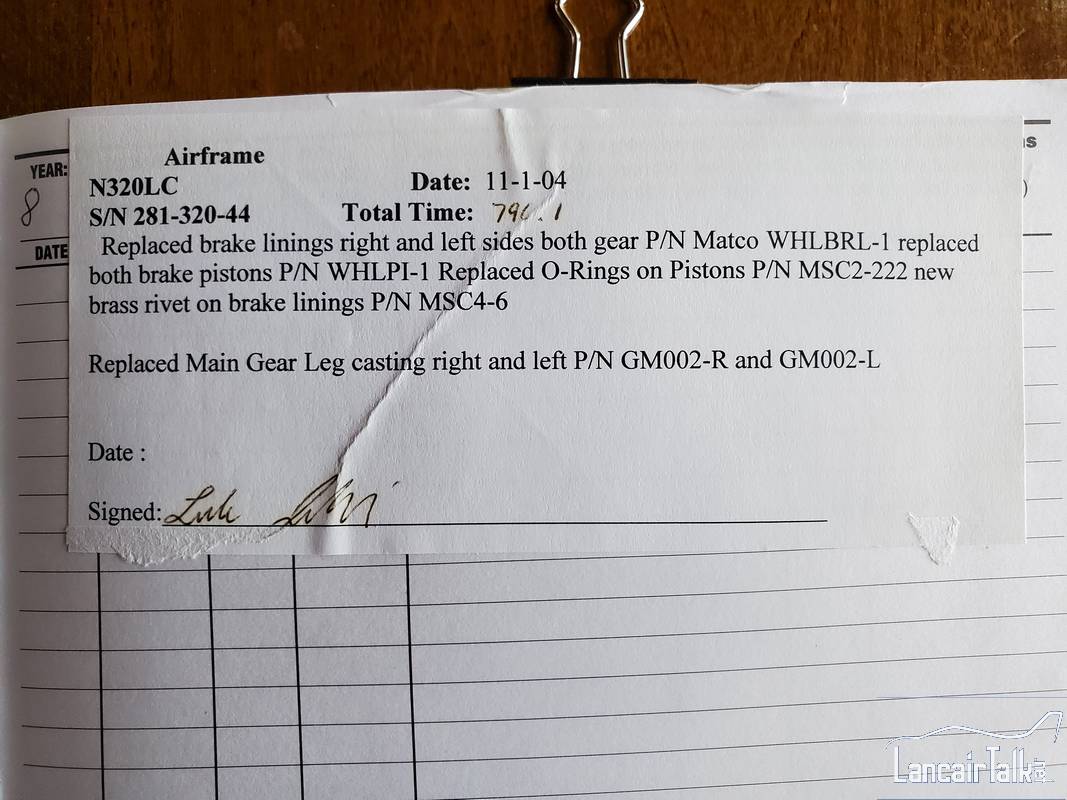 YEAR:
8
DATE
Airframe
N320LC Date: 11-1-04
S/N 281-320-44 Total Time: 796.1
Replaced brake linings right and left sides both gear P/N Matco WHLBRL-1 replaced
both brake pistons P/N WHLPI-1 Replaced O-Rings on Pistons P/N MSC2-222 new
brass rivet on brake linings P/N MSC4-6
Replaced Main Gear Leg casting right and left P/N GM002-R and GM002-L
Date :
Signed:
LancairTalk